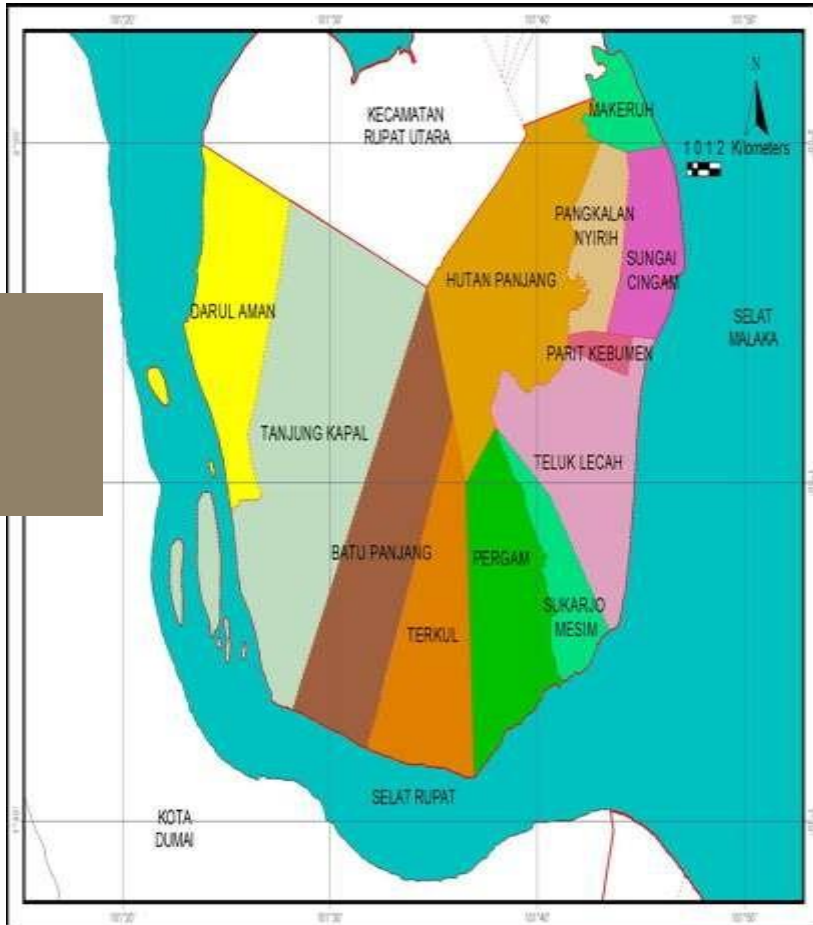 N
MAKERUH
KECAMATAN
RUPAT UTARA
1 0 1 2 Kilometers
PANGKALAN
NYIRIH
SUNGAI
CINGAM
HUTAN PANJANG
DARUL AMAN
SELAT
MALAKA
PARIT KEBUMEN
TANJUNG KAPAL
TELUK LECAH
BATU PANJANG
PERGAM
SUKARJO
MESIM
TERKUL
SELAT RUPAT
KOTA
DUMAI